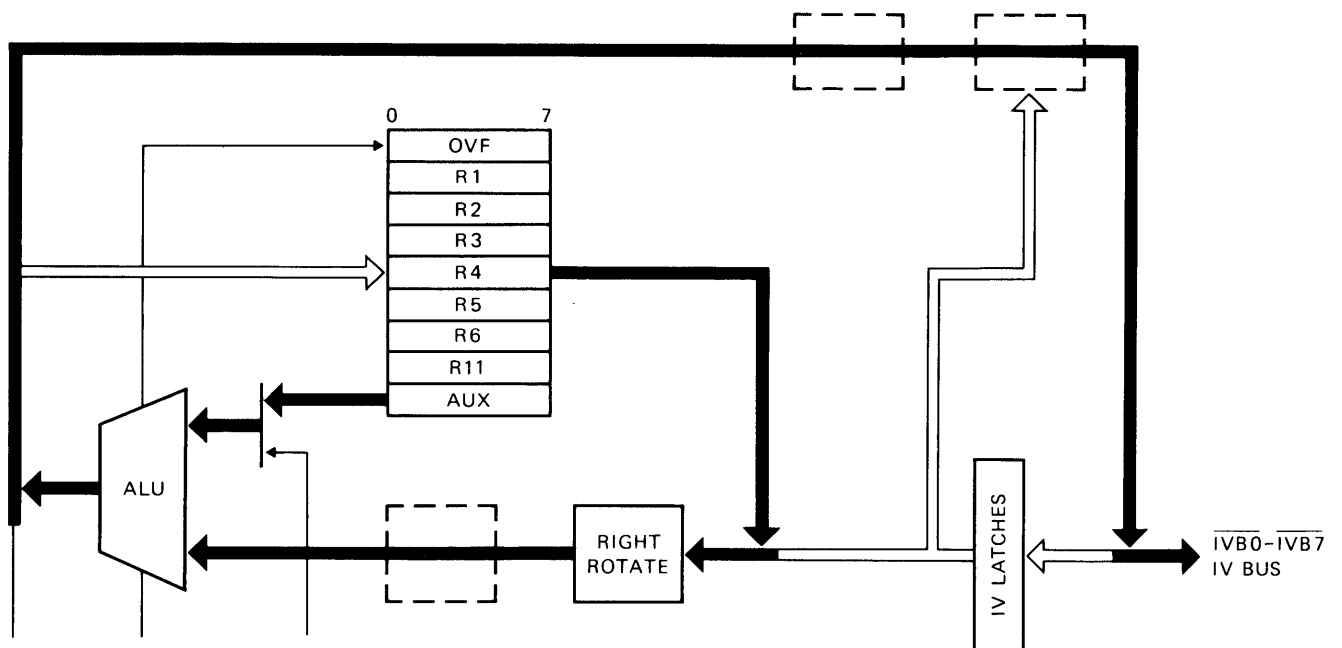 0 7
OVF
R1
R2
R3
R4
R5
R6
R11
AUX
ALU
RIGHT
ROTATE
IV LATCHES
IVB0-IVB7
IV BUS